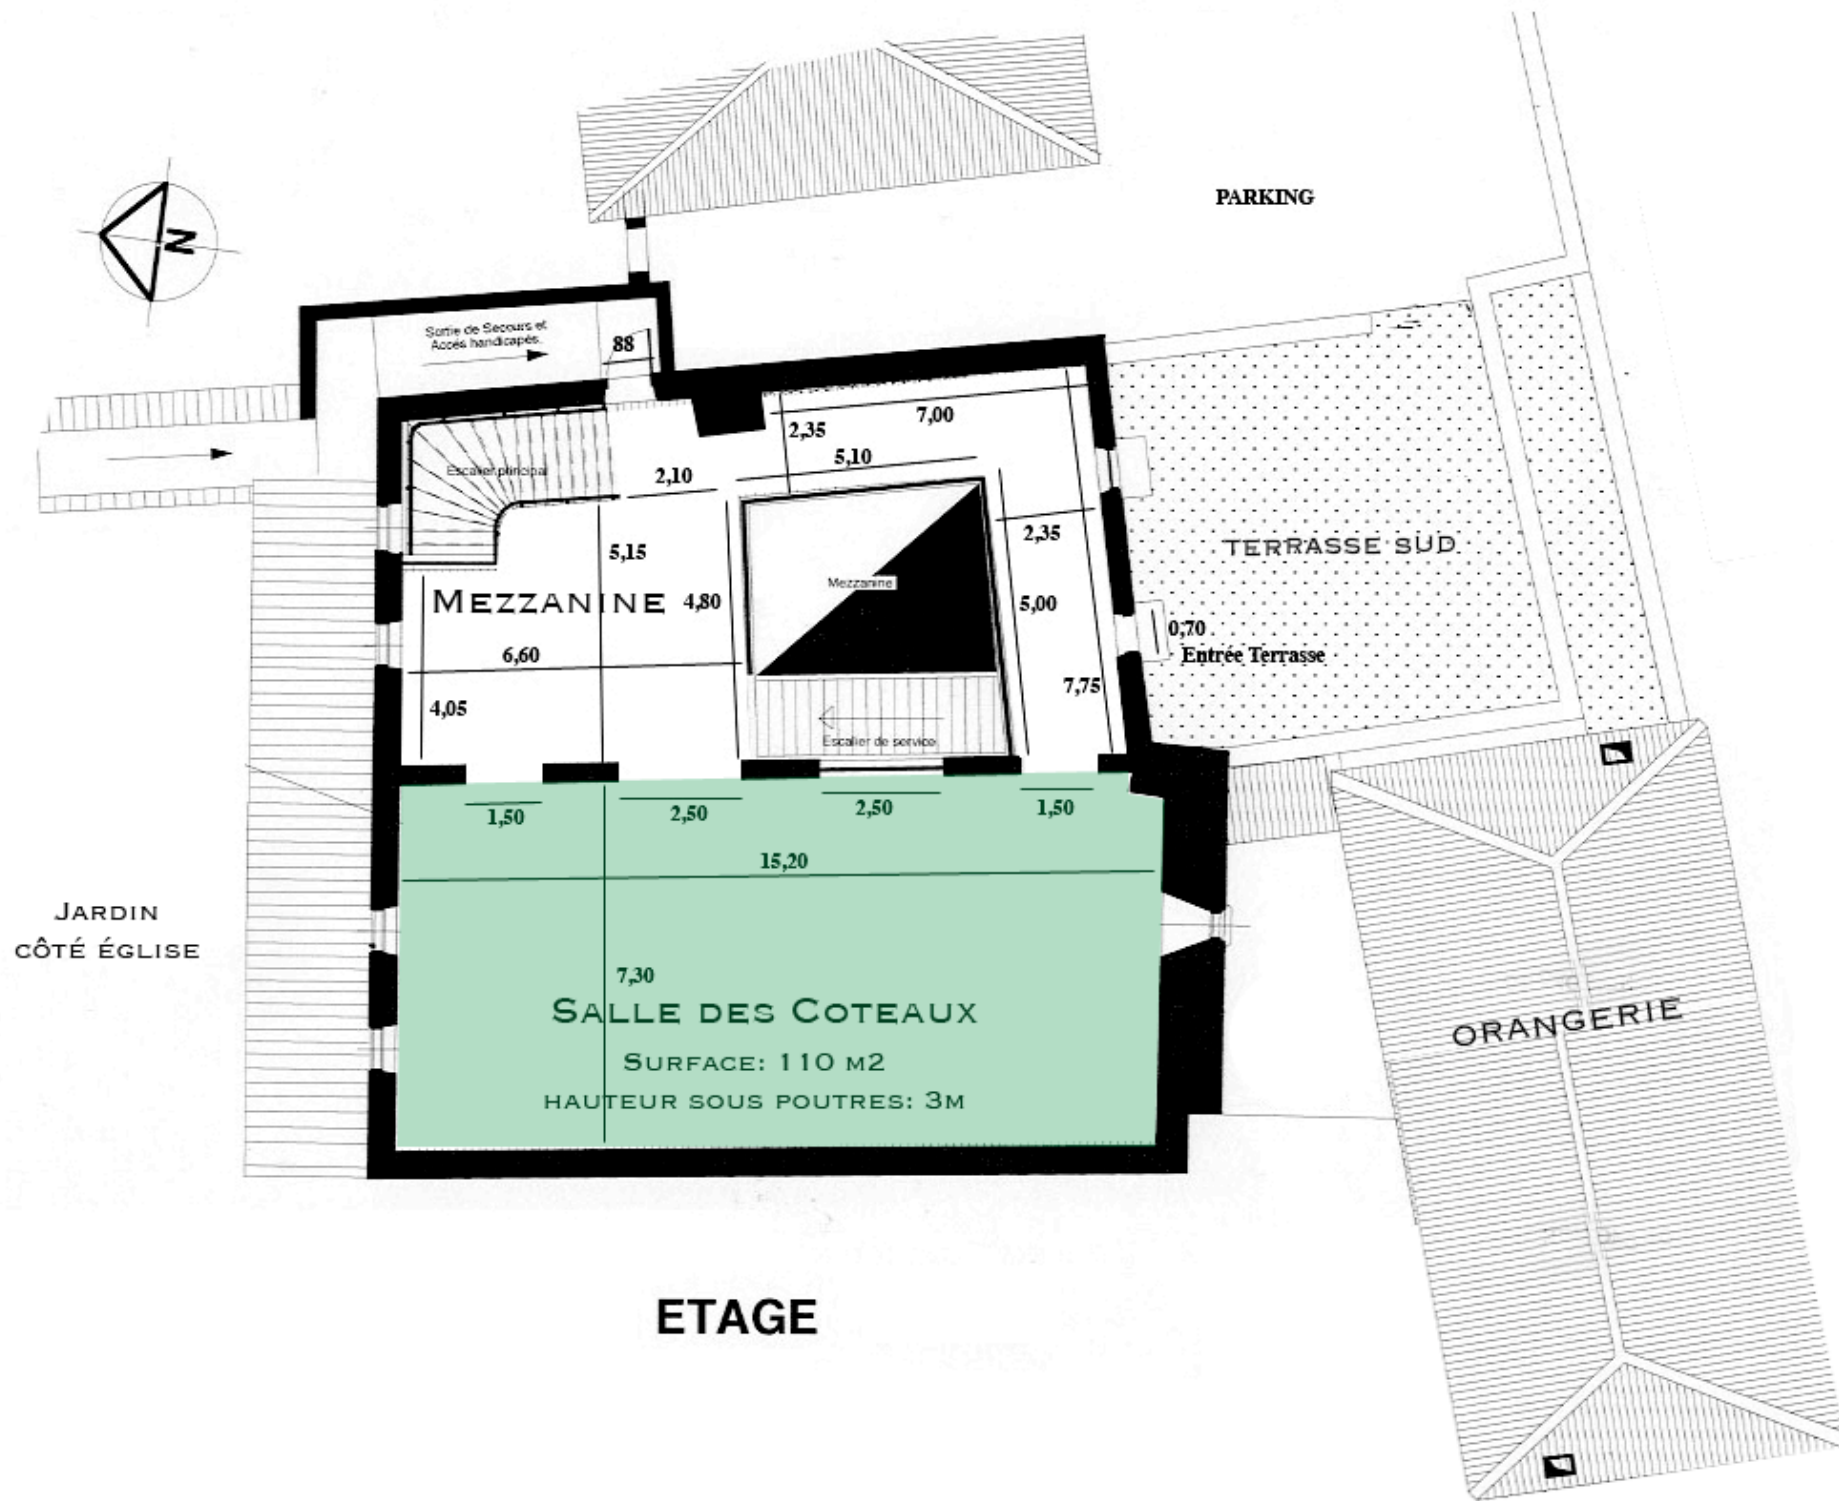 PARKING
N
Sortie de Secours et
Accés handicapés.
88
7,00
2,35
5,10
2,10
Escalier principal
2,35
TERRASSE SUD
5,15
Mezzanine
MEZZANINE
4,80
5,00
0,70
Entrée Terrasse
6,60
7,75
4,05
Escalier de service
1,50
2,50
2,50
1,50
15,20
JARDIN
CÔTÉ ÉGLISE
7,30
SALLE DES COTEAUX
SURFACE: 110 M2
HAUTEUR SOUS POUTRES: 3M
ORANGERIE
ETAGE